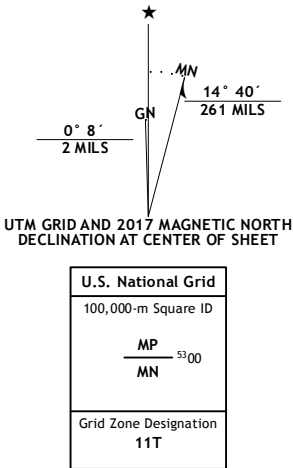 ★
MN
GN
14° 40´
261 MILS
0° 8´
2 MILS
UTM GRID AND 2017 MAGNETIC NORTH
DECLINATION AT CENTER OF SHEET
U.S. National Grid
100,000-m Square ID
MP
5300
MN
Grid Zone Designation
11T